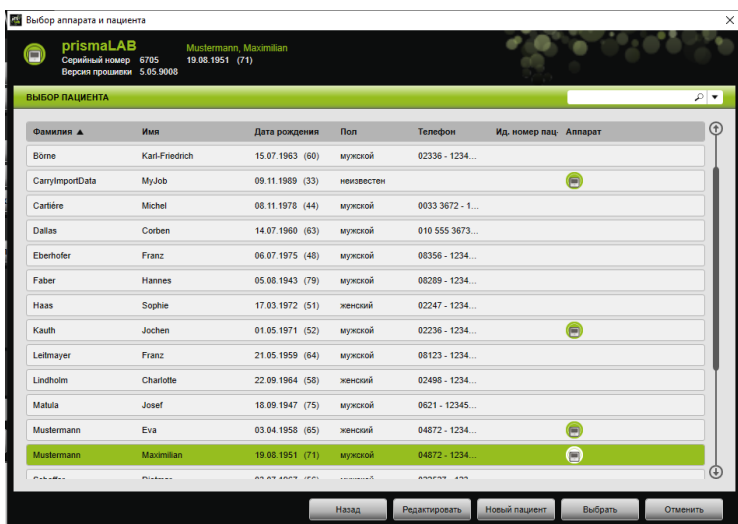 Выбор аппарата и пациента
prismaLAB Mustermann, Maximilian
Серийный номер 6705 19.08.1951 (71)
Версия прошивки 5.05.9008
ВЫБОР ПАЦИЕНТА
Фамилия ▲ Имя Дата рождения Пол Телефон Ид. номер пац- Аппарат
Börne Karl-Friedrich 15.07.1963 (60) мужской 02336 - 1234...
CarryImportData MyJob 09.11.1989 (33) неизвестен
Cartiére Michel 08.11.1978 (44) мужской 0033 3672 - 1...
Dallas Corben 14.07.1960 (63) мужской 010 555 3673...
Eberhofer Franz 06.07.1975 (48) мужской 08356 - 1234...
Faber Hannes 05.08.1943 (79) мужской 08289 - 1234...
Haas Sophie 17.03.1972 (51) женский 02247 - 1234...
Kauth Jochen 01.05.1971 (52) мужской 02236 - 1234...
Leitmayer Franz 21.05.1959 (64) мужской 08123 - 1234...
Lindholm Charlotte 22.09.1964 (58) женский 02498 - 1234...
Matula Josef 18.09.1947 (75) мужской 0621 - 12345...
Mustermann Eva 03.04.1958 (65) женский 04872 - 1234...
Mustermann Maximilian 19.08.1951 (71) мужской 04872 - 1234...
Назад Редактировать Новый пациент Выбрать Отменить